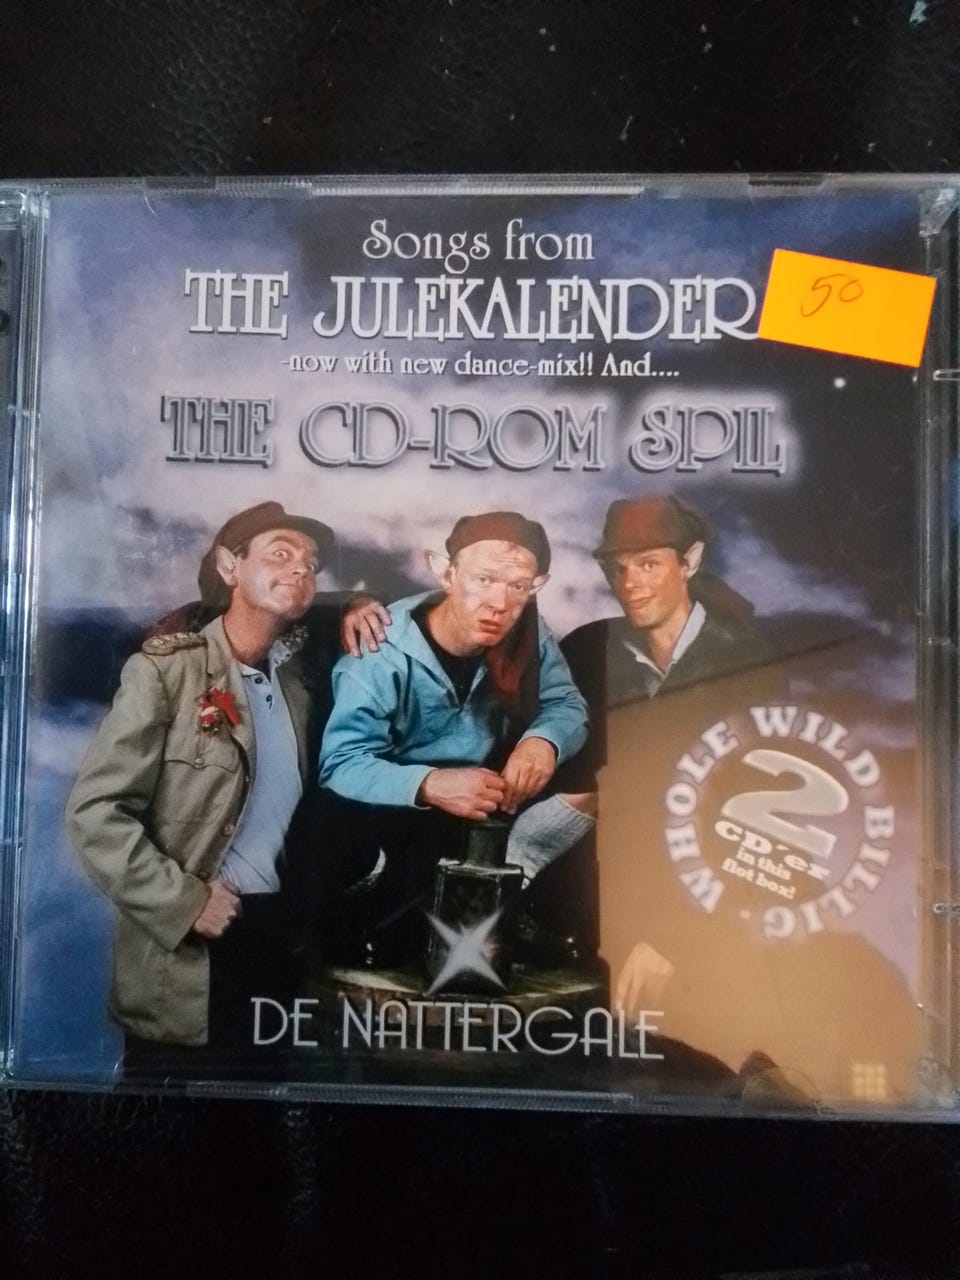 Songs from
THE JULEKALENDER
50
-now with new dance-mix!! And....
THE CD-ROM SPIL
WHOLE WILD BILLIG ·
2
CD'er
in this
flot box!
DE NATTERGALE